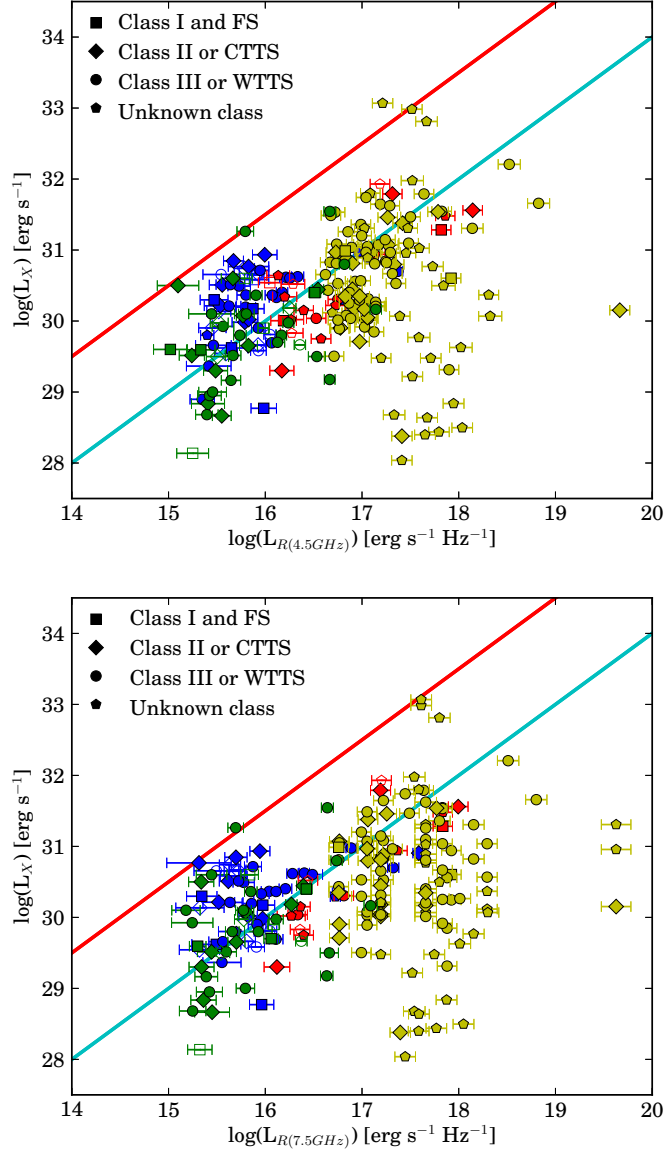 34
33
32
31
30
29
28
log(L_X) [erg s⁻¹]
Class I and FS
Class II or CTTS
Class III or WTTS
Unknown class
14 15 16 17 18 19 20
log(L_{R(4.5GHz)}) [erg s⁻¹ Hz⁻¹]
34
33
32
31
30
29
28
log(L_X) [erg s⁻¹]
Class I and FS
Class II or CTTS
Class III or WTTS
Unknown class
14 15 16 17 18 19 20
log(L_{R(7.5GHz)}) [erg s⁻¹ Hz⁻¹]